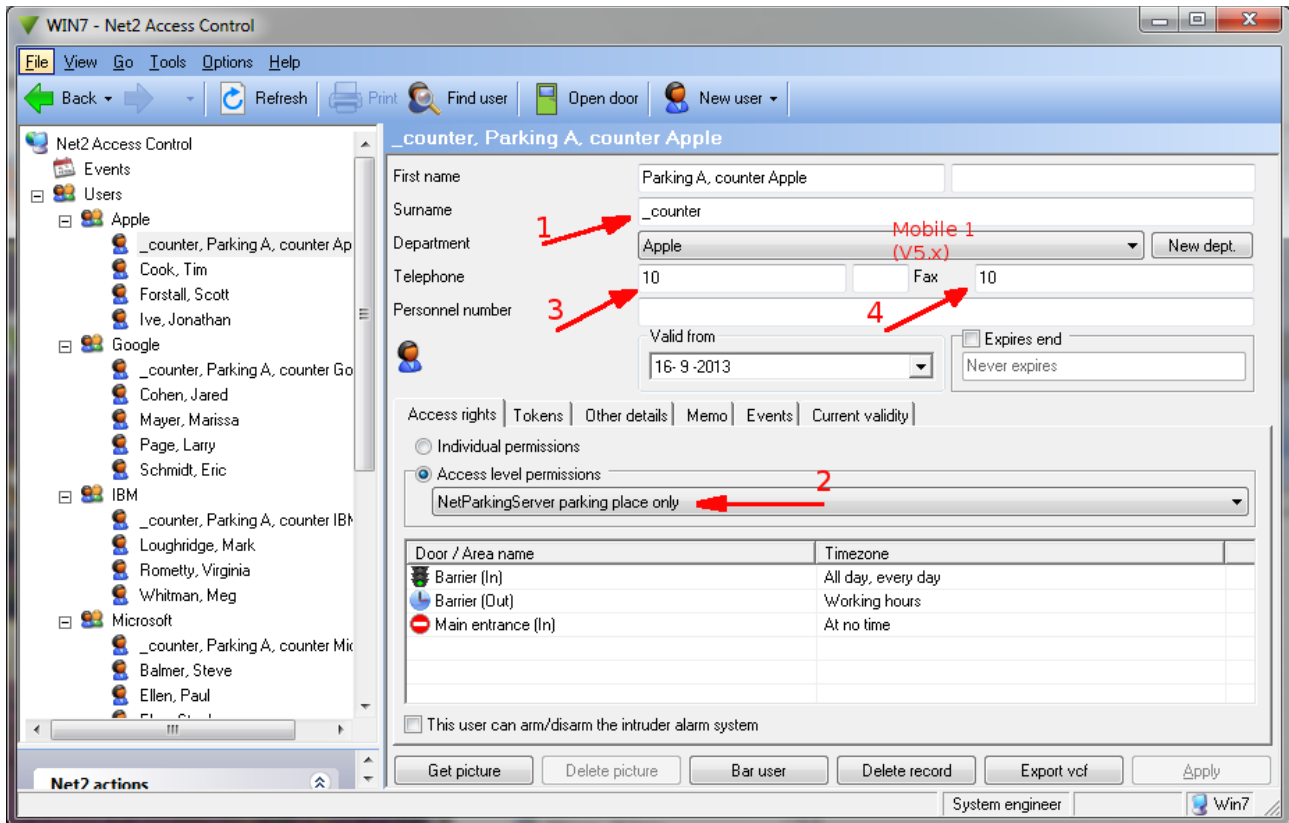 WIN7 - Net2 Access Control
File View Go Tools Options Help
Back Refresh Print Find user Open door New user
Net2 Access Control
Events
Users
Apple
_counter, Parking A, counter Ap
Cook, Tim
Forstall, Scott
Ive, Jonathan
Google
_counter, Parking A, counter Go
Cohen, Jared
Mayer, Marissa
Page, Larry
Schmidt, Eric
IBM
_counter, Parking A, counter IBM
Loughridge, Mark
Rometty, Virginia
Whitman, Meg
Microsoft
_counter, Parking A, counter Mic
Balmer, Steve
Ellen, Paul
Net2 actions
_counter, Parking A, counter Apple
First name Parking A, counter Apple
Surname _counter
1
Department Apple New dept.
Mobile 1
(V5.x)
Telephone 10 Fax 10
3 4
Personnel number
Valid from Expires end
16- 9 -2013 Never expires
Access rights Tokens Other details Memo Events Current validity
Individual permissions
Access level permissions
2
NetParkingServer parking place only
Door / Area name Timezone
Barrier (In) All day, every day
Barrier (Out) Working hours
Main entrance (In) At no time
This user can arm/disarm the intruder alarm system
Get picture Delete picture Bar user Delete record Export vcf Apply
System engineer Win7